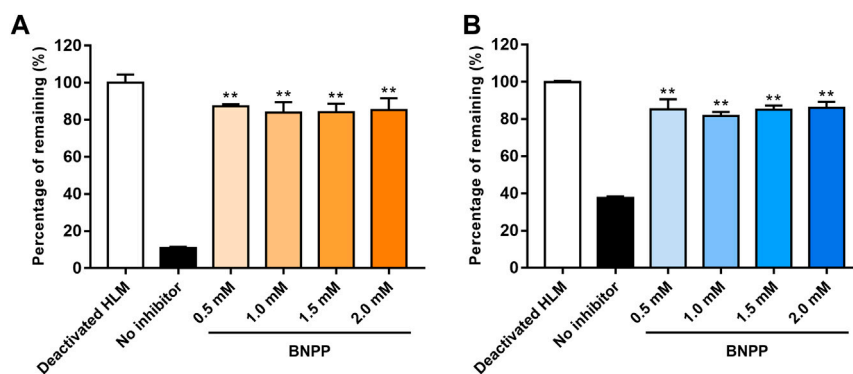 A
Percentage of remaining (%)
120
100
80
60
40
20
0
**
**
**
**
Deactivated HLM
No inhibitor
0.5 mM
1.0 mM
1.5 mM
2.0 mM
BNPP
B
Percentage of remaining (%)
120
100
80
60
40
20
0
**
**
**
**
Deactivated HLM
No inhibitor
0.5 mM
1.0 mM
1.5 mM
2.0 mM
BNPP